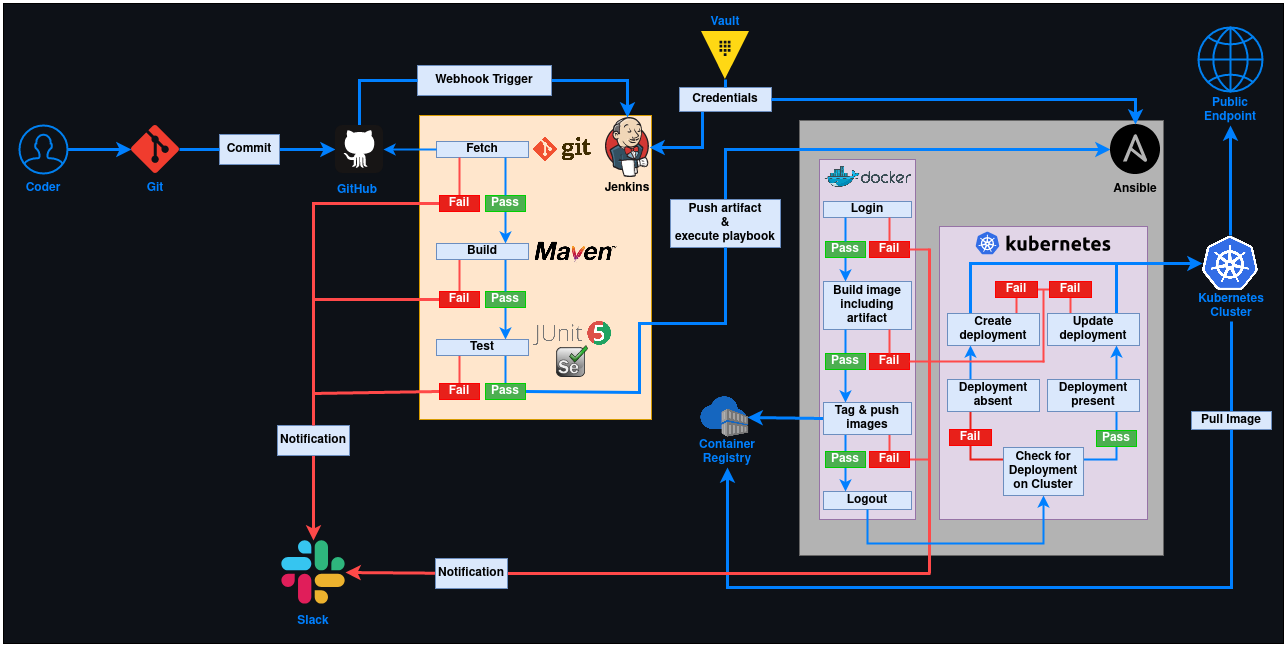 Vault
Webhook Trigger
Credentials
Public
Endpoint
Coder
Git
Commit
GitHub
Fetch
git
Jenkins
Fail
Pass
Build
Maven™
Fail
Pass
JUnit 5
Test
Se
Fail
Pass
Push artifact
&
execute playbook
Ansible
docker
Login
Pass
Fail
Build image
including
artifact
Pass
Fail
Tag & push
images
Pass
Fail
Logout
kubernetes
Fail
Fail
Create
deployment
Update
deployment
Deployment
absent
Deployment
present
Fail
Pass
Check for
Deployment
on Cluster
Kubernetes
Cluster
Pull Image
Container
Registry
Notification
Notification
Slack